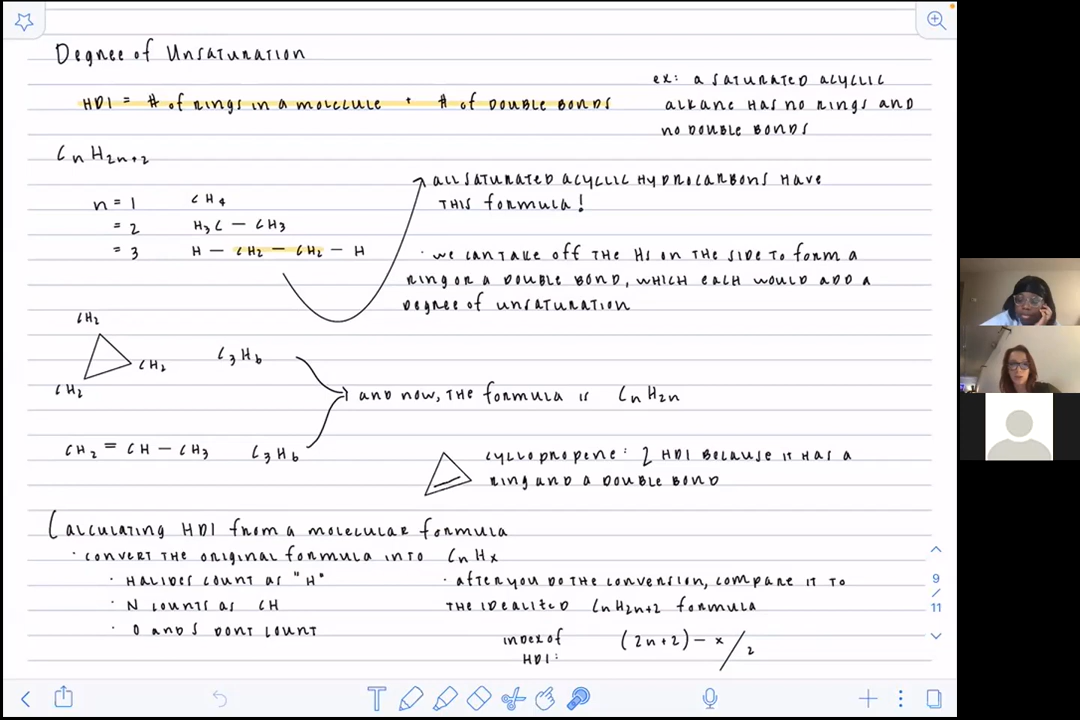 Degree of Unsaturation
HDI = # of rings in a molecule + # of double bonds
ex: a saturated acyclic
alkane has no rings and
no double bonds
CnH2n+2
n = 1 CH4
= 2 H3C — CH3
= 3 H — CH2 — CH2 — H
all saturated acyclic hydrocarbons have
this formula!
· we can take off the Hs on the side to form a
ring or a double bond, which each would add a
degree of unsaturation
CH2
CH2
CH2
C3H6
and now, the formula is CnH2n
CH2 = CH — CH3 C3H6
cyclopropene: 2 HDI because it has a
ring and a double bond
Calculating HDI from a molecular formula
· convert the original formula into CnHx
· halides count as "H"
· N counts as CH
· O and S dont count
· after you do the conversion, compare it to
the idealited CnH2n+2 formula
index of
HDI:
(2n+2) - x / 2
9
/
11
T